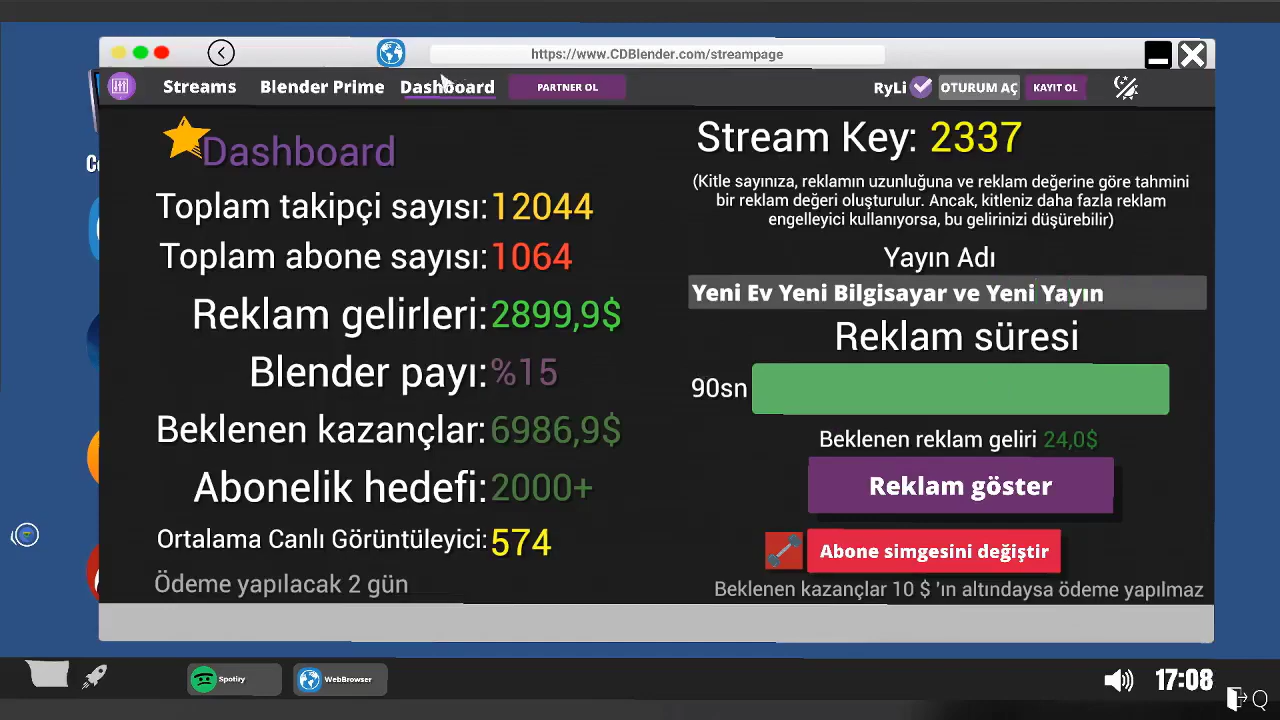 https://www.CDBlender.com/streampage
Streams Blender Prime Dashboard PARTNER OL RyLi OTURUM AÇ KAYIT OL
Dashboard
Toplam takipçi sayısı:12044
Toplam abone sayısı:1064
Reklam gelirleri:2899,9$
Blender payı:%15
Beklenen kazançlar:6986,9$
Abonelik hedefi:2000+
Ortalama Canlı Görüntüleyici:574
Ödeme yapılacak 2 gün
Stream Key: 2337
(Kitle sayınıza, reklamın uzunluğuna ve reklam değerine göre tahmini
bir reklam değeri oluşturulur. Ancak, kitleniz daha fazla reklam
engelleyici kullanıyorsa, bu gelirinizi düşürebilir)
Yayın Adı
Yeni Ev Yeni Bilgisayar ve Yeni Yayın
Reklam süresi
90sn
Beklenen reklam geliri 24,0$
Reklam göster
Abone simgesini değiştir
Beklenen kazançlar 10 $ 'ın altındaysa ödeme yapılmaz
Spotiry
WebBrowser
17:08
Q